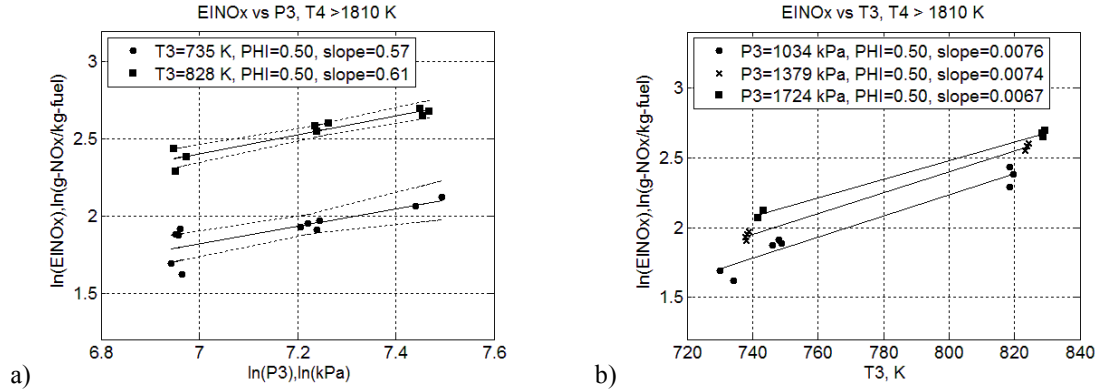 EINOx vs P3, T4 >1810 K
T3=735 K, PHI=0.50, slope=0.57
T3=828 K, PHI=0.50, slope=0.61
ln(EINOx),ln(g-NOx/kg-fuel)
3
2.5
2
1.5
6.8
7
7.2
7.4
7.6
ln(P3),ln(kPa)
a)
EINOx vs T3, T4 > 1810 K
P3=1034 kPa, PHI=0.50, slope=0.0076
P3=1379 kPa, PHI=0.50, slope=0.0074
P3=1724 kPa, PHI=0.50, slope=0.0067
ln(EINOx),ln(g-NOx/kg-fuel)
3
2.5
2
1.5
720
740
760
780
800
820
840
T3, K
b)